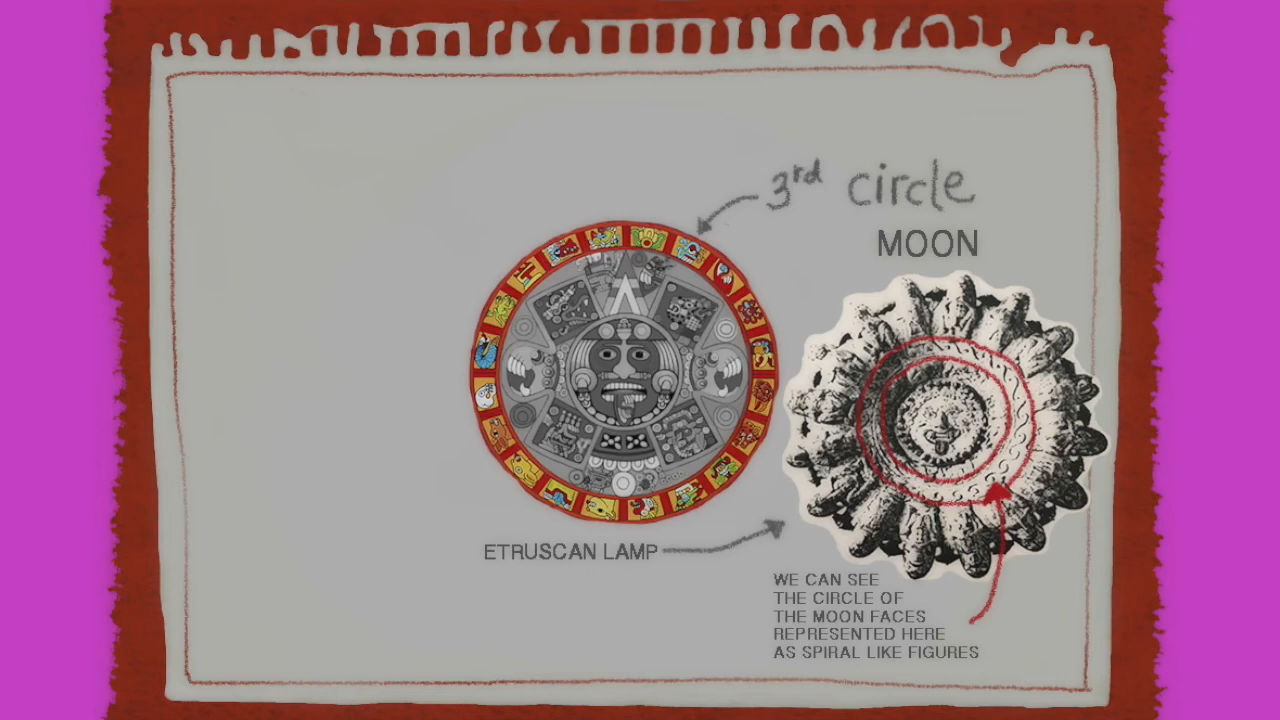 3rd circle
MOON
ETRUSCAN LAMP
WE CAN SEE
THE CIRCLE OF
THE MOON FACES
REPRESENTED HERE
AS SPIRAL LIKE FIGURES